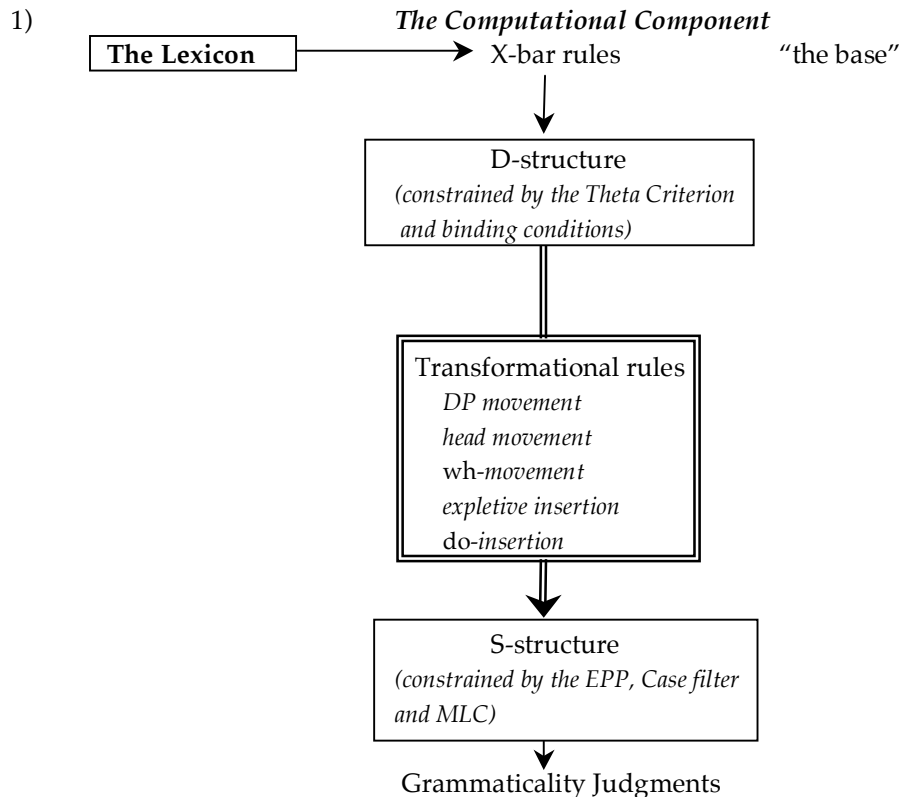 1) The Computational Component
The Lexicon X-bar rules “the base”
D-structure
(constrained by the Theta Criterion
and binding conditions)
Transformational rules
DP movement
head movement
wh-movement
expletive insertion
do-insertion
S-structure
(constrained by the EPP, Case filter
and MLC)
Grammaticality Judgments